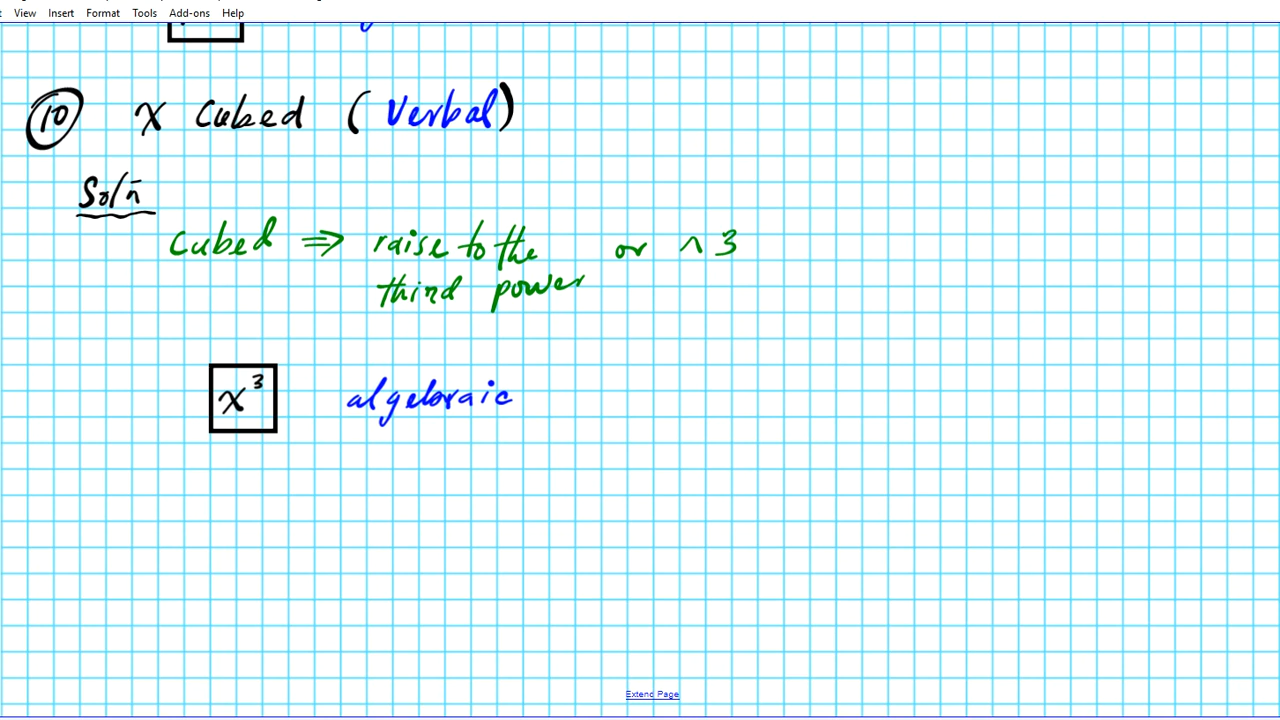 View Insert Format Tools Add-ons Help
10 x cubed (Verbal)
Soln
cubed ⇒ raise to the or ^3
third power
x³ algebraic
Extend Page